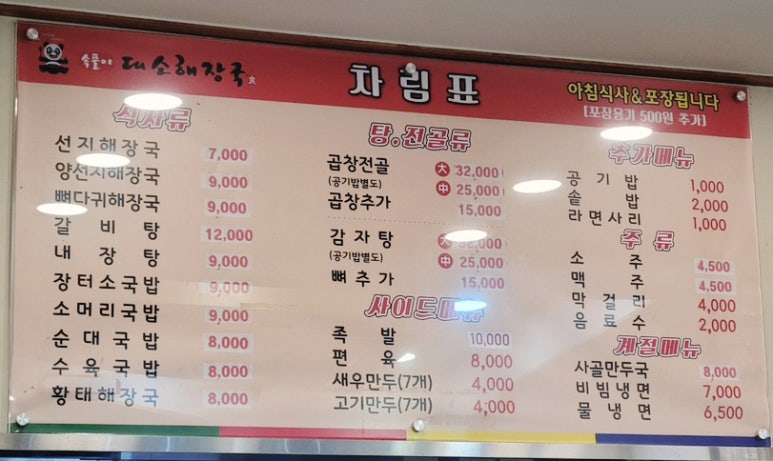 속풀이 대소해장국
차림표
아침식사&포장됩니다
(포장용기 500원 추가)
식사류
선지해장국 7,000
양선지해장국 9,000
뼈다귀해장국 9,000
갈비탕 12,000
내장탕 9,000
장터소국밥 9,000
소머리국밥 9,000
순대국밥 8,000
수육국밥 8,000
황태해장국 8,000
탕.전골류
곱창전골 大 32,000
(공기밥별도) 中 25,000
곱창추가 15,000
감자탕 大 32,000
(공기밥별도) 中 25,000
뼈추가 15,000
사이드메뉴
족발 10,000
편육 8,000
새우만두(7개) 4,000
고기만두(7개) 4,000
추가메뉴
공기밥 1,000
솥밥 2,000
라면사리 1,000
주류
소주 4,500
맥주 4,500
막걸리 4,000
음료수 2,000
계절메뉴
사골만두국 8,000
비빔냉면 7,000
물냉면 6,500